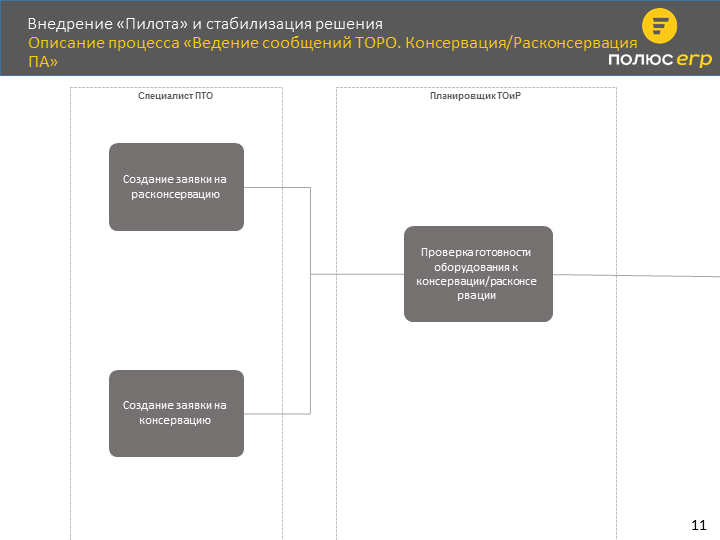 Внедрение «Пилота» и стабилизация решения
Описание процесса «Ведение сообщений ТОРО. Консервация/Расконсервация
ПА»
ПОЛЮС erp
Специалист ПТО
Планировщик ТОиР
Создание заявки на
расконсервацию
Проверка готовности
оборудования к
консервации/расконсе
рвации
Создание заявки на
консервацию
11